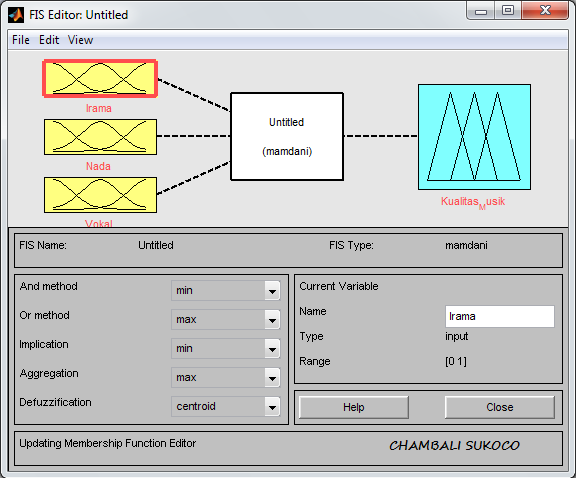 FIS Editor: Untitled
File Edit View
Irama
Nada
Vokal
Untitled
(mamdani)
Kualitas_Musik
FIS Name: Untitled FIS Type: mamdani
And method min
Or method max
Implication min
Aggregation max
Defuzzification centroid
Current Variable
Name Irama
Type input
Range [0 1]
Help Close
Updating Membership Function Editor
CHAMBALI SUKOCO